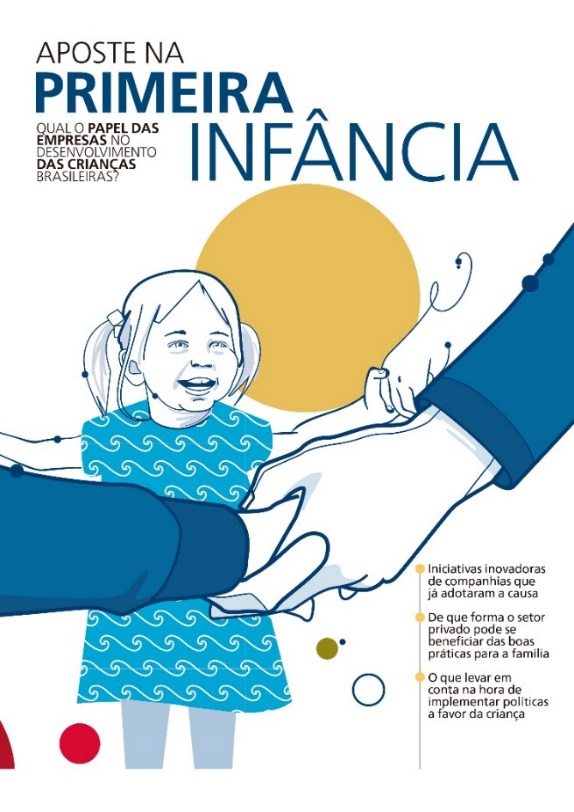 APOSTE NA
PRIMEIRA
INFÂNCIA
QUAL O PAPEL DAS
EMPRESAS NO
DESENVOLVIMENTO
DAS CRIANÇAS
BRASILEIRAS?
Iniciativas inovadoras
de companhias que
já adotaram a causa
De que forma o setor
privado pode se
beneficiar das boas
práticas para a família
O que levar em
conta na hora de
implementar políticas
a favor da criança